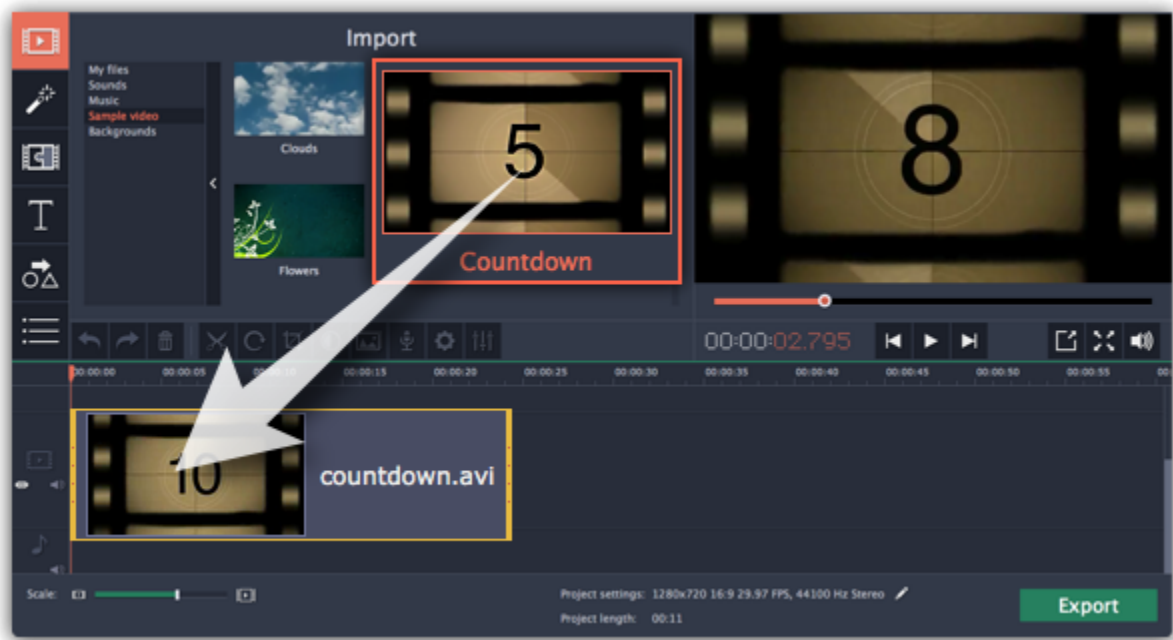 Import
My files
Sounds
Music
Sample video
Backgrounds
Clouds
Flowers
5
Countdown
8
T
00:00:02.795
00:00:00 00:00:05 00:00:15 00:00:20 00:00:25 00:00:30 00:00:35 00:00:40 00:00:45 00:00:50 00:00:55
10
countdown.avi
Scale:
Project settings: 1280x720 16:9 29.97 FPS, 44100 Hz Stereo
Project length: 00:11
Export